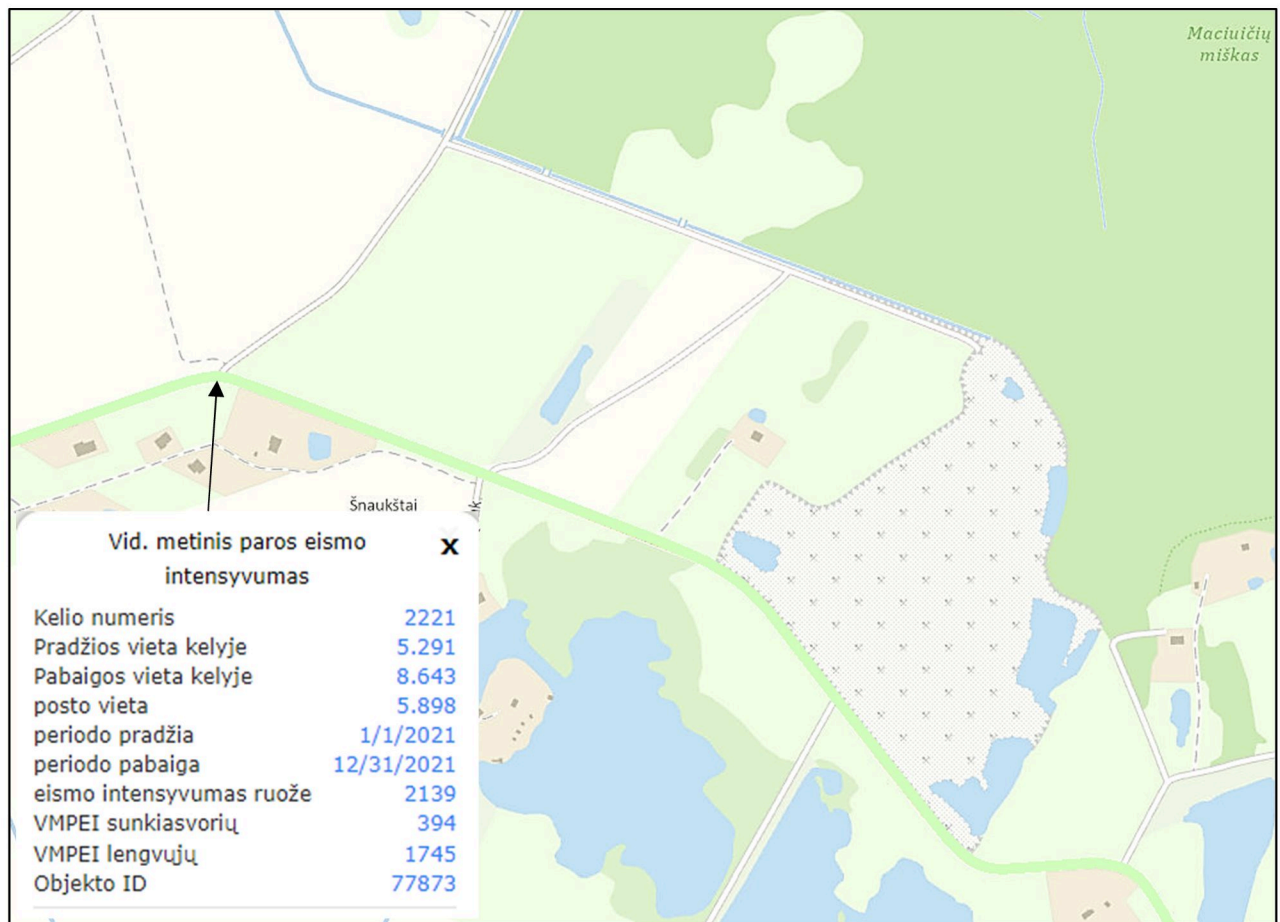 Maciuičių
miškas
Šnaukštai
Vid. metinis paros eismo x
intensyvumas
Kelio numeris 2221
Pradžios vieta kelyje 5.291
Pabaigos vieta kelyje 8.643
posto vieta 5.898
periodo pradžia 1/1/2021
periodo pabaiga 12/31/2021
eismo intensyvumas ruože 2139
VMPEI sunkiasvorių 394
VMPEI lengvųjų 1745
Objekto ID 77873